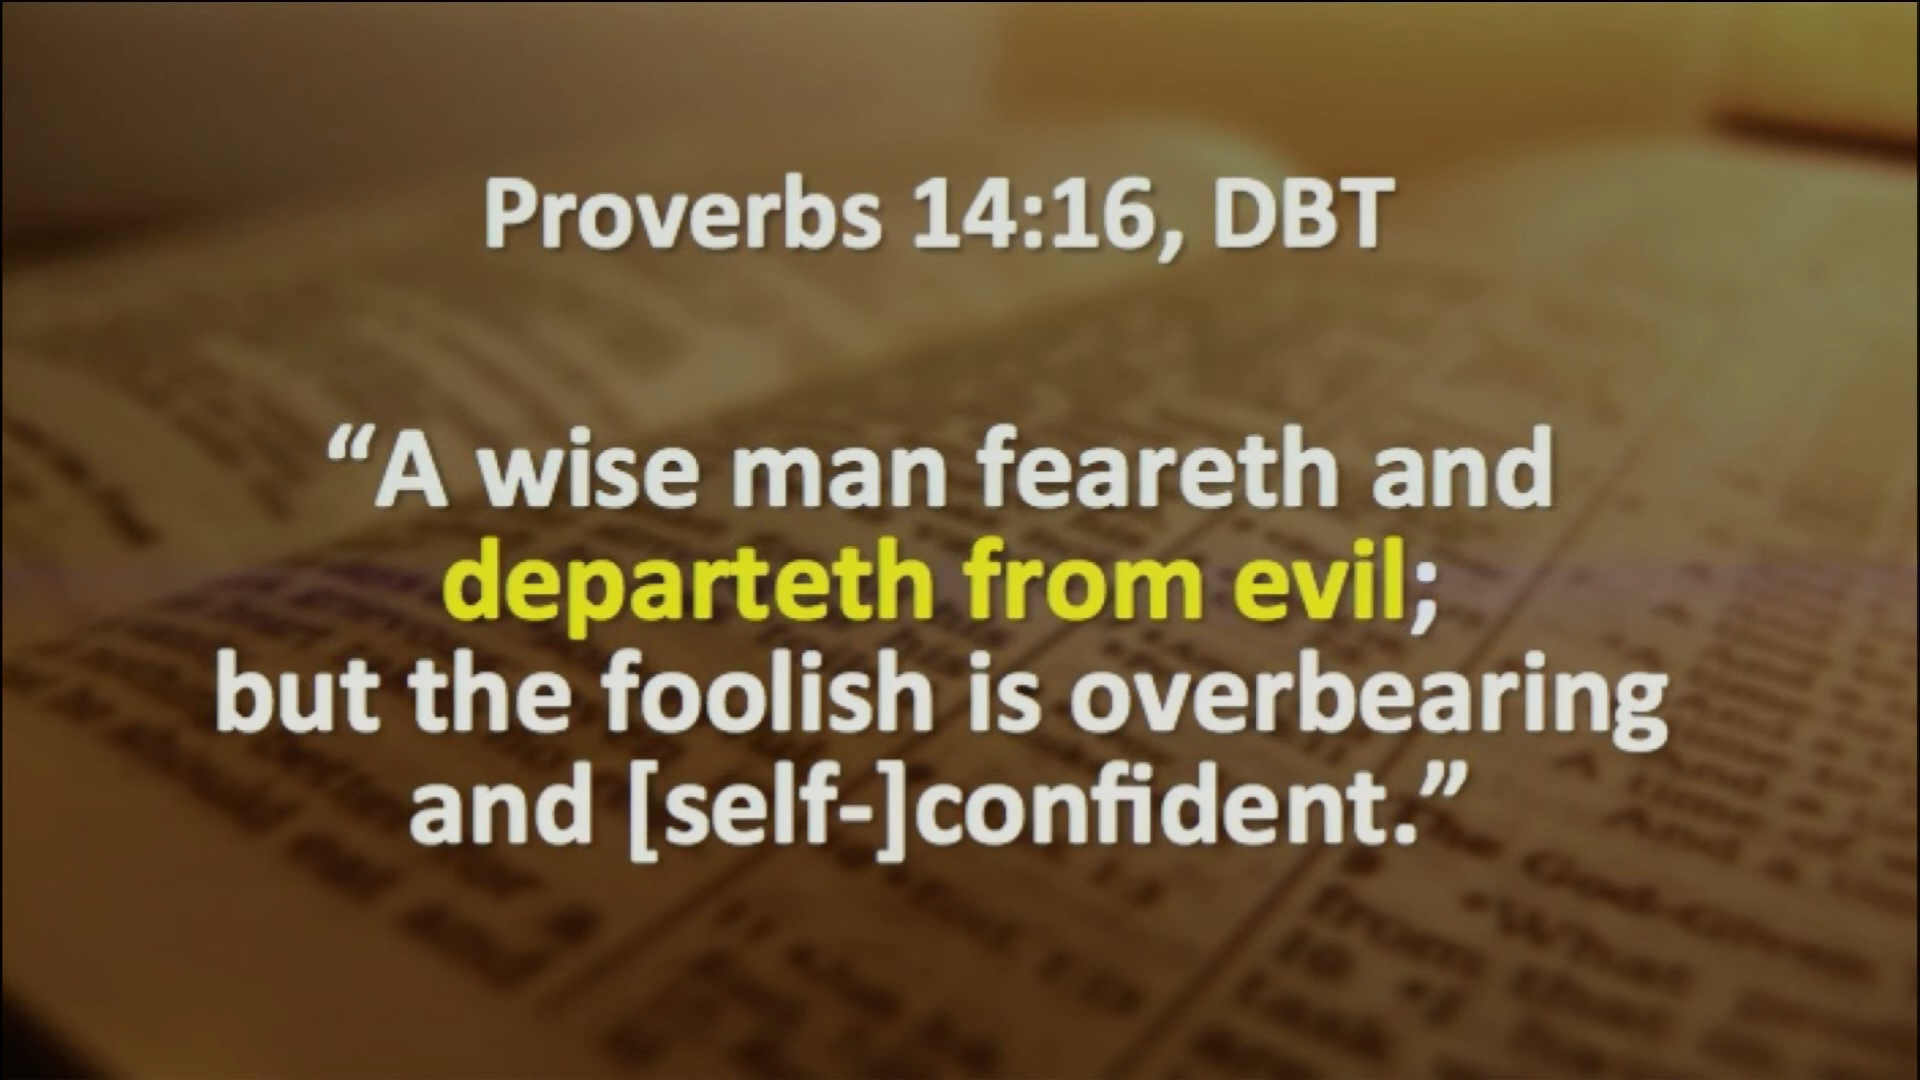 Proverbs 14:16, DBT
“A wise man feareth and
departeth from evil;
but the foolish is overbearing
and [self-]confident.”